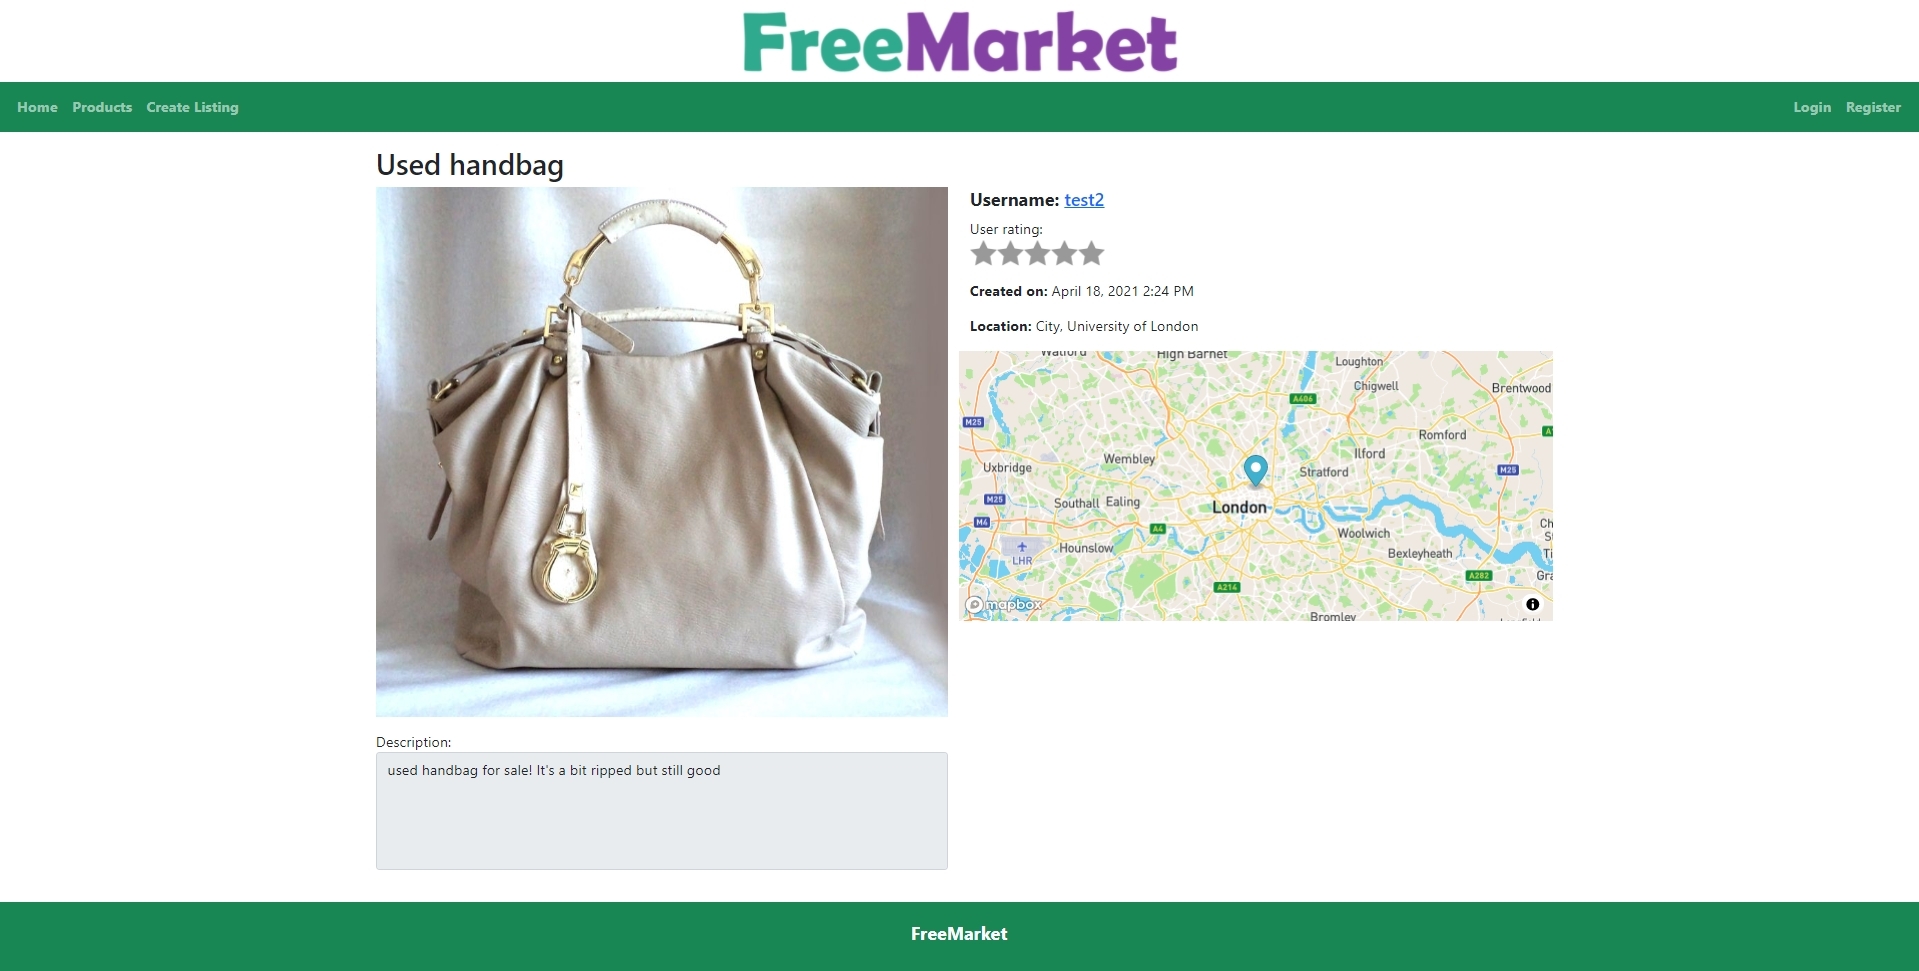 FreeMarket
Home Products Create Listing Login Register
Used handbag
Username: test2
User rating:
Created on: April 18, 2021 2:24 PM
Location: City, University of London
High Barnet
Loughton
Chigwell
Brentwood
A406
M25
Romford
Wembley
Ilford
Uxbridge
Stratford
M25
M25
Southall Ealing
London
M4
A4
Woolwich
Hounslow
Bexleyheath
LHR
A282
A214
mapbox
Bromley
Description:
used handbag for sale! It's a bit ripped but still good
FreeMarket